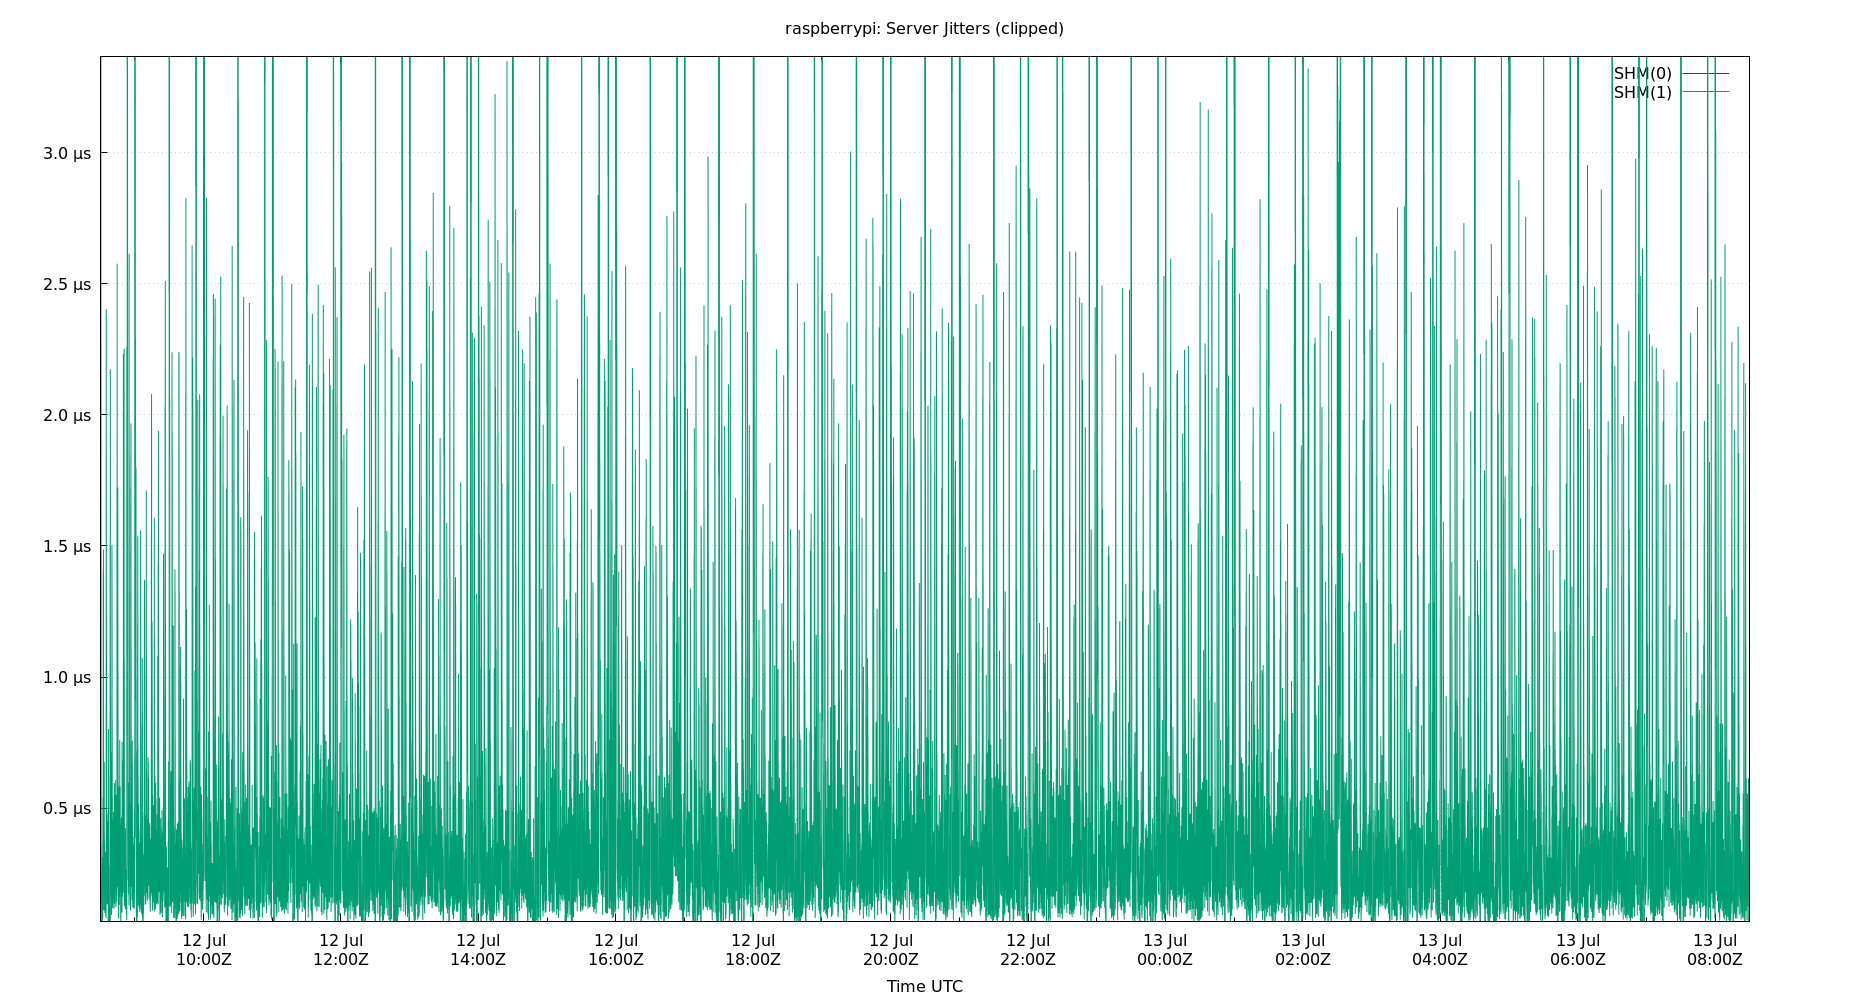 raspberrypi: Server Jitters (clipped)
SHM(0)
SHM(1)
3.0 µs
2.5 µs
2.0 µs
1.5 µs
1.0 µs
0.5 µs
12 Jul 12 Jul 12 Jul 12 Jul 12 Jul 12 Jul 12 Jul 13 Jul 13 Jul 13 Jul 13 Jul 13 Jul
10:00Z 12:00Z 14:00Z 16:00Z 18:00Z 20:00Z 22:00Z 00:00Z 02:00Z 04:00Z 06:00Z 08:00Z
Time UTC